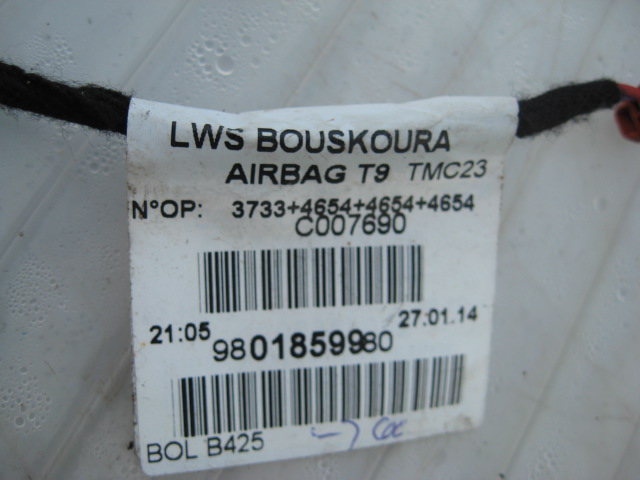 LWS BOUSKOURA
AIRBAG T9 TMC23
N°OP: 3733+4654+4654+4654
C007690
21:05 27.01.14
9801859980
BOL B425